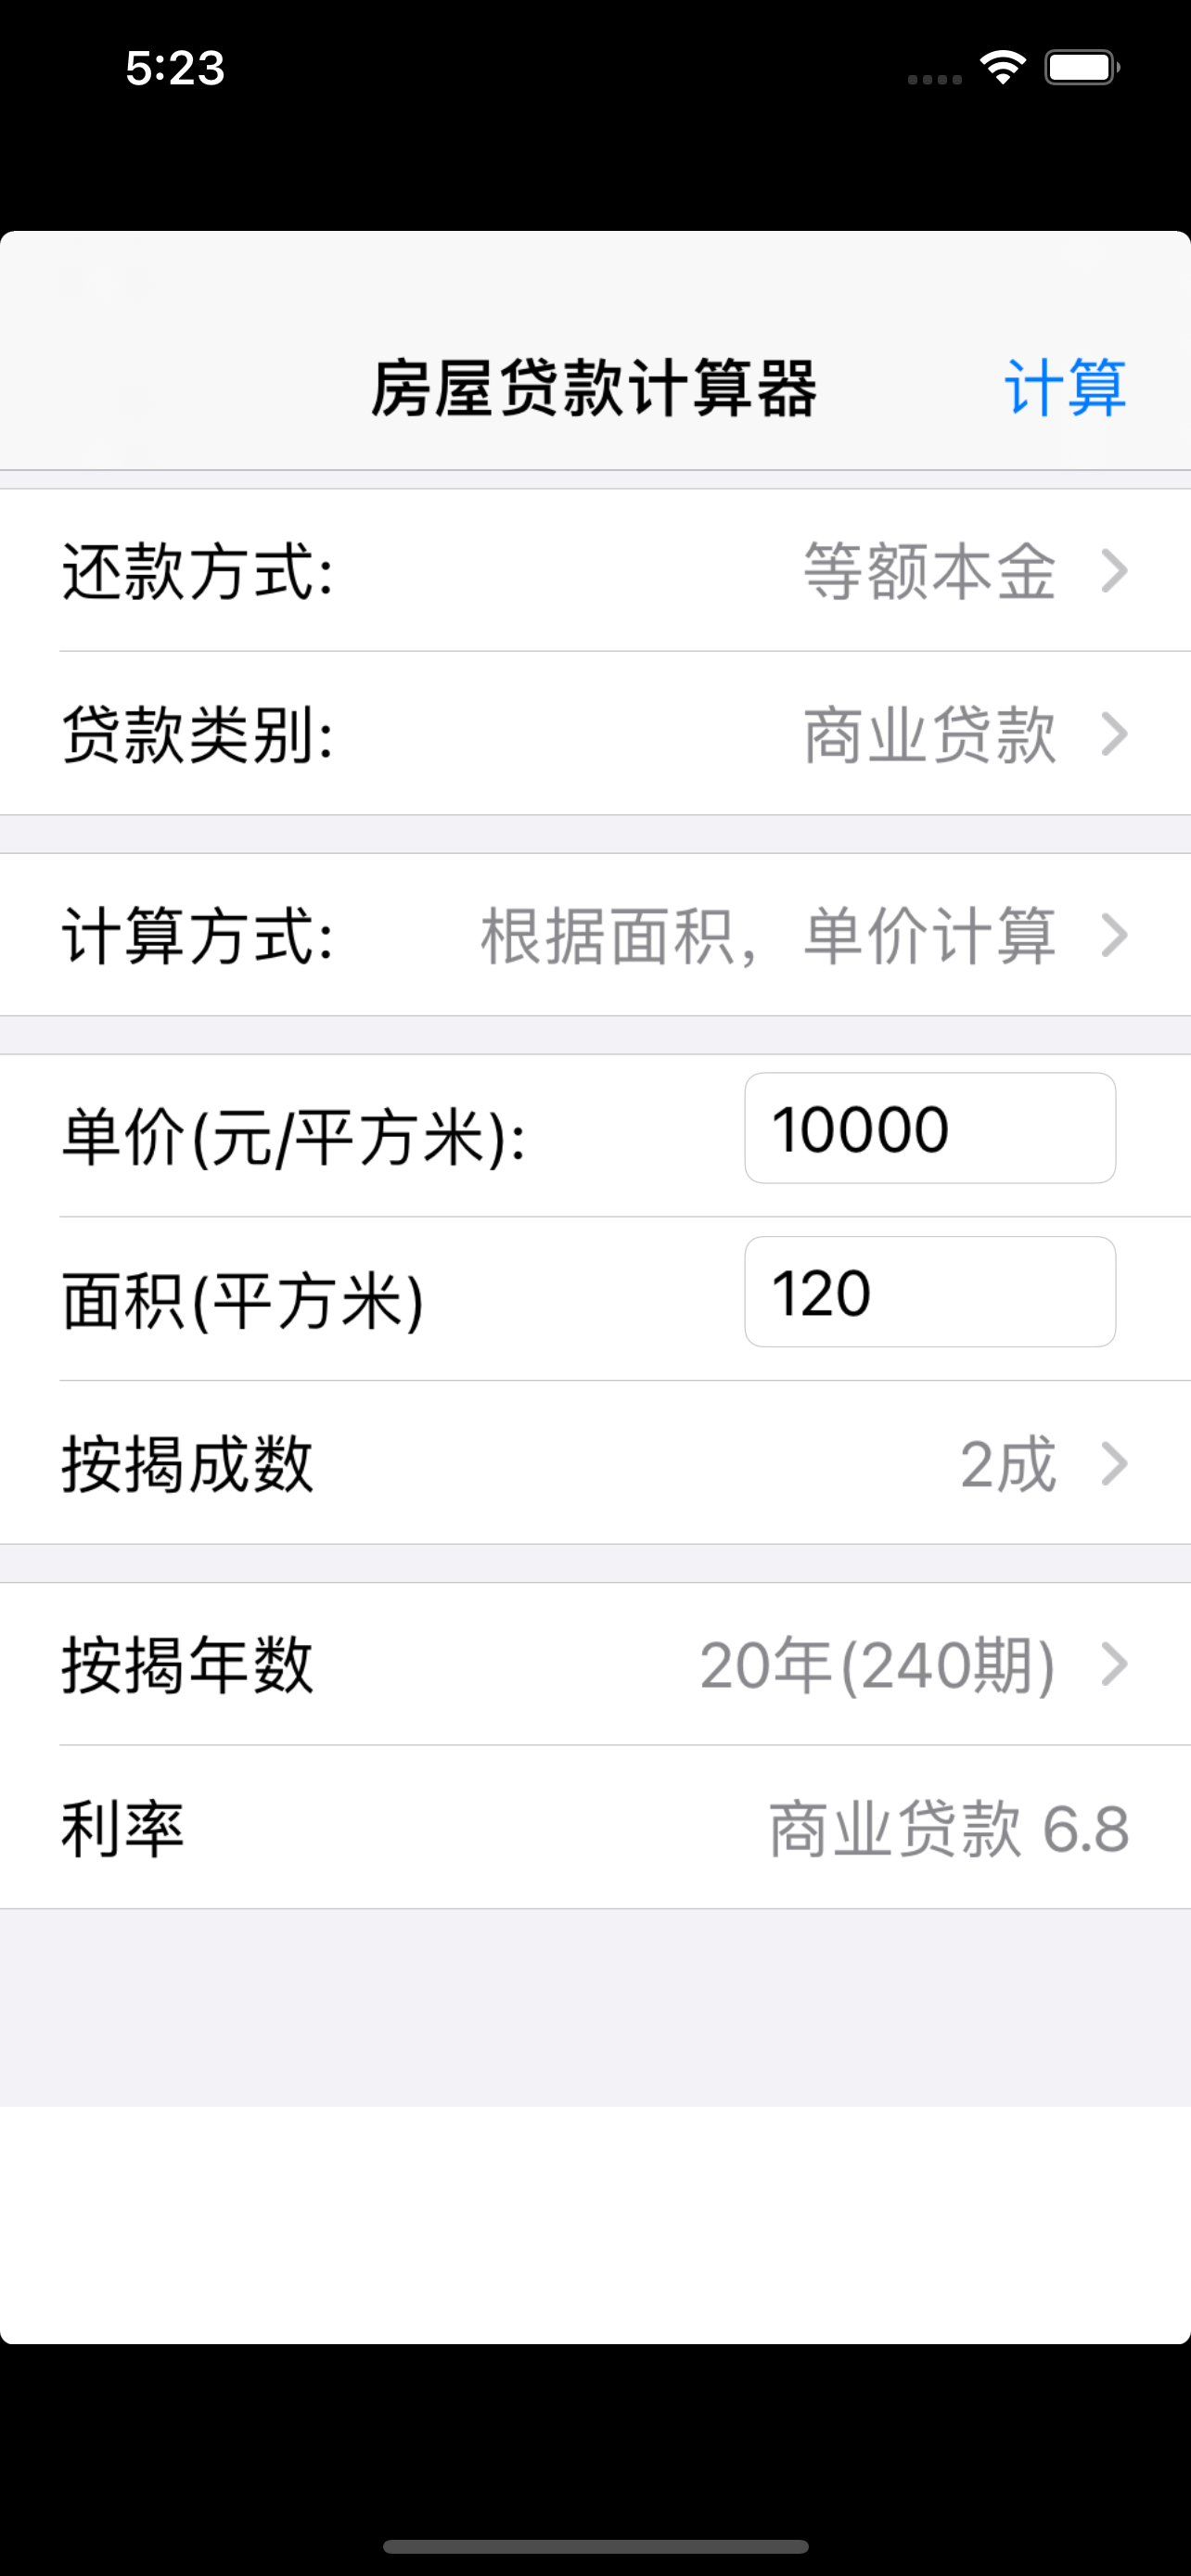 5:23
房屋贷款计算器 计算
还款方式: 等额本金
贷款类别: 商业贷款
计算方式: 根据面积，单价计算
单价(元/平方米): 10000
面积(平方米) 120
按揭成数 2成
按揭年数 20年(240期)
利率 商业贷款 6.8